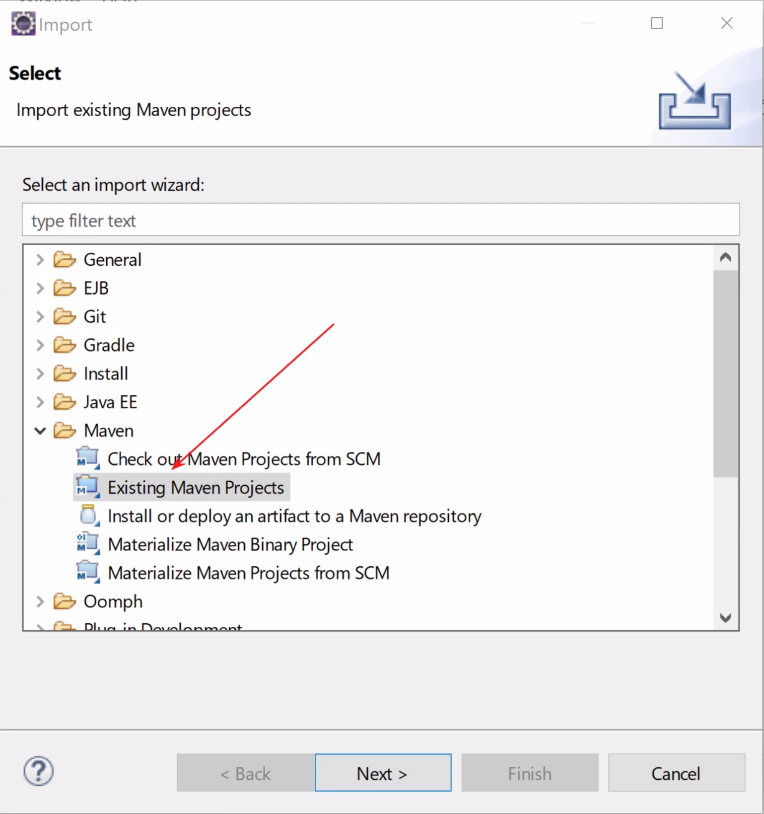 Import
Select
Import existing Maven projects
Select an import wizard:
type filter text
General
EJB
Git
Gradle
Install
Java EE
Maven
Check out Maven Projects from SCM
Existing Maven Projects
Install or deploy an artifact to a Maven repository
Materialize Maven Binary Project
Materialize Maven Projects from SCM
Oomph
Plug-in Development
< Back
Next >
Finish
Cancel